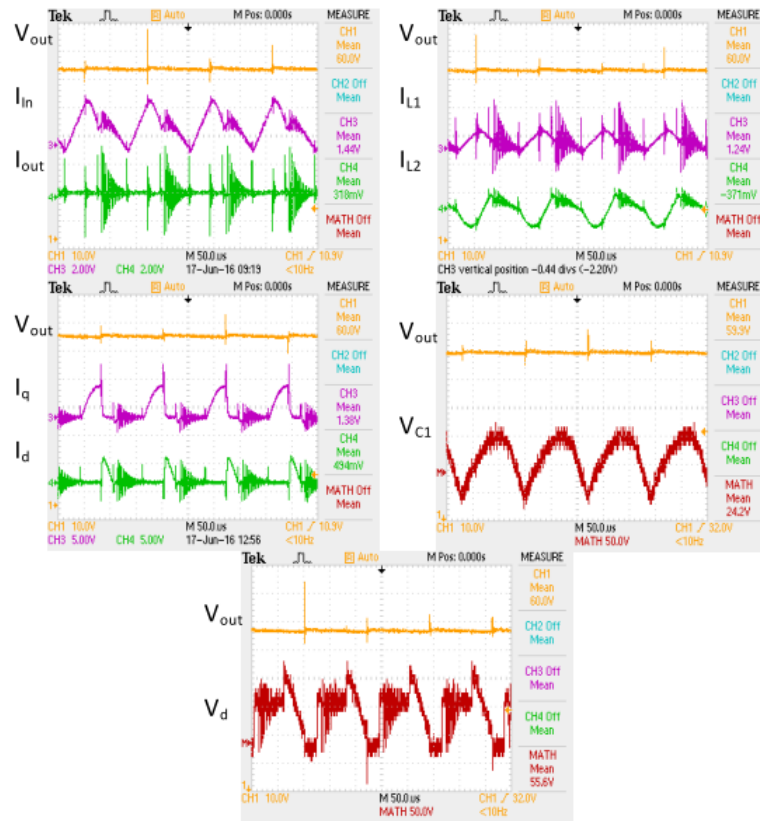 Tek Auto M Pos: 0.000s MEASURE
Vout
CH1
Mean
60.0V
CH2 Off
Mean
IIn
CH3
Mean
1.44V
Iout
CH4
Mean
318mV
MATH Off
Mean
CH1 10.0V M 50.0us CH1 10.9V
CH3 2.00V CH4 2.00V 17-Jun-16 09:19 <10Hz
Tek Auto M Pos: 0.000s MEASURE
Vout
CH1
Mean
60.0V
CH2 Off
Mean
IL1
CH3
Mean
1.24V
IL2
CH4
Mean
-371mV
MATH Off
Mean
CH1 10.0V M 50.0us CH1 10.9V
CH3 vertical position -0.44 divs (-2.20V) <10Hz
Tek Auto M Pos: 0.000s MEASURE
Vout
CH1
Mean
60.0V
CH2 Off
Mean
Iq
CH3
Mean
1.38V
Id
CH4
Mean
494mV
MATH Off
Mean
CH1 10.0V M 50.0us CH1 10.9V
CH3 5.00V CH4 5.00V 17-Jun-16 12:56 <10Hz
Tek Auto M Pos: 0.000s MEASURE
Vout
CH1
Mean
59.9V
CH2 Off
Mean
CH3 Off
Mean
VC1
CH4 Off
Mean
MATH
Mean
24.2V
CH1 10.0V M 50.0us CH1 32.0V
MATH 50.0V <10Hz
Tek Auto M Pos: 0.000s MEASURE
Vout
CH1
Mean
60.0V
CH2 Off
Mean
CH3 Off
Mean
Vd
CH4 Off
Mean
MATH
Mean
55.6V
CH1 10.0V M 50.0us CH1 32.0V
MATH 50.0V <10Hz